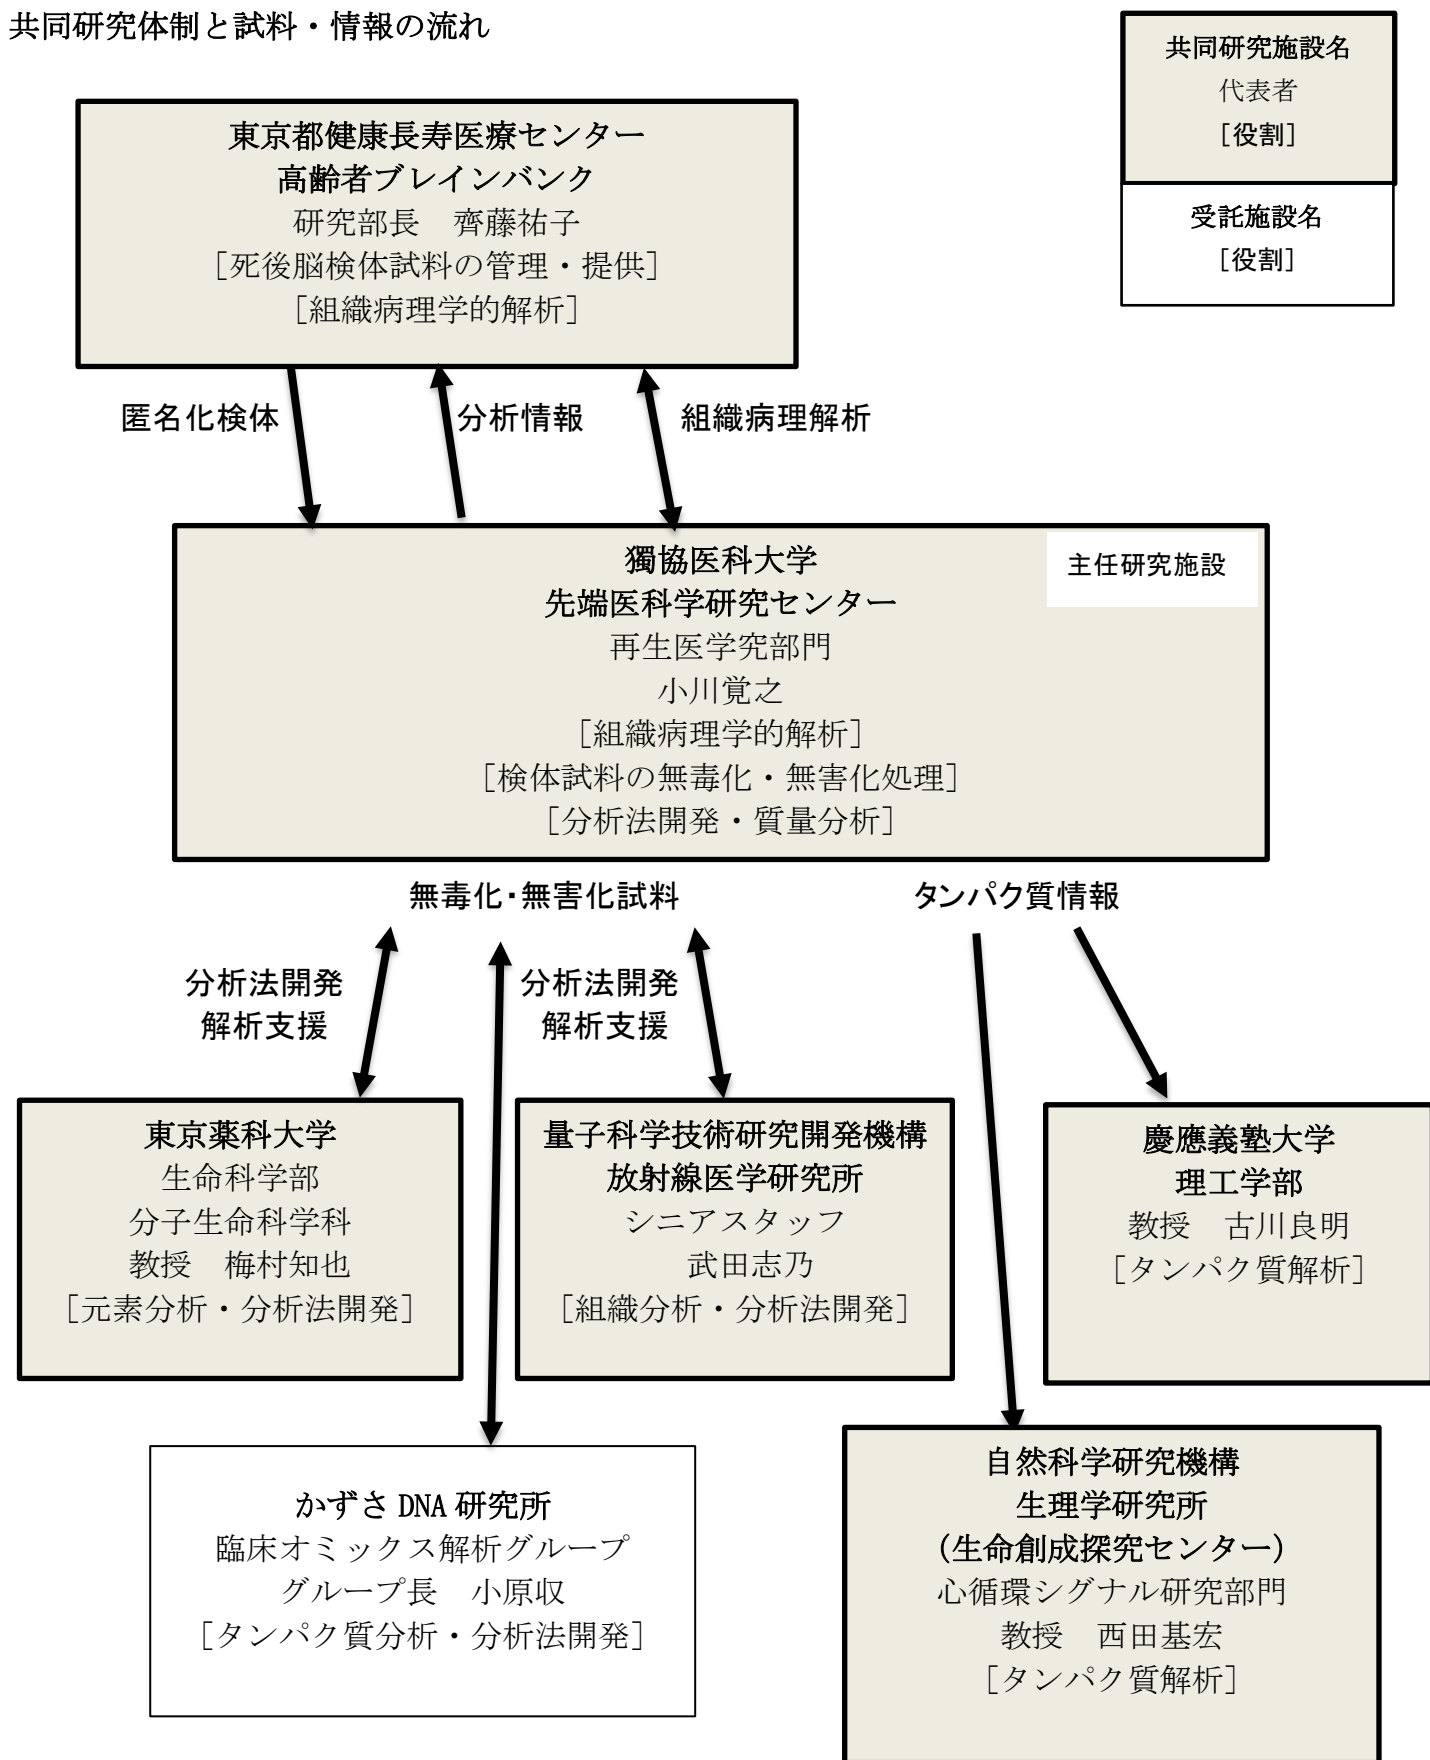 共同研究体制と試料・情報の流れ
共同研究施設名
代表者
[役割]
受託施設名
[役割]
東京都健康長寿医療センター
高齢者ブレインバンク
研究部長　齊藤祐子
[死後脳検体試料の管理・提供]
[組織病理学的解析]
匿名化検体
分析情報
組織病理解析
主任研究施設
獨協医科大学
先端医科学研究センター
再生医学究部門
小川覚之
[組織病理学的解析]
[検体試料の無毒化・無害化処理]
[分析法開発・質量分析]
無毒化・無害化試料
タンパク質情報
分析法開発
解析支援
分析法開発
解析支援
東京薬科大学
生命科学部
分子生命科学科
教授　梅村知也
[元素分析・分析法開発]
量子科学技術研究開発機構
放射線医学研究所
シニアスタッフ
武田志乃
[組織分析・分析法開発]
慶應義塾大学
理工学部
教授　古川良明
[タンパク質解析]
かずさ DNA 研究所
臨床オミックス解析グループ
グループ長　小原収
[タンパク質分析・分析法開発]
自然科学研究機構
生理学研究所
(生命創成探究センター)
心循環シグナル研究部門
教授　西田基宏
[タンパク質解析]